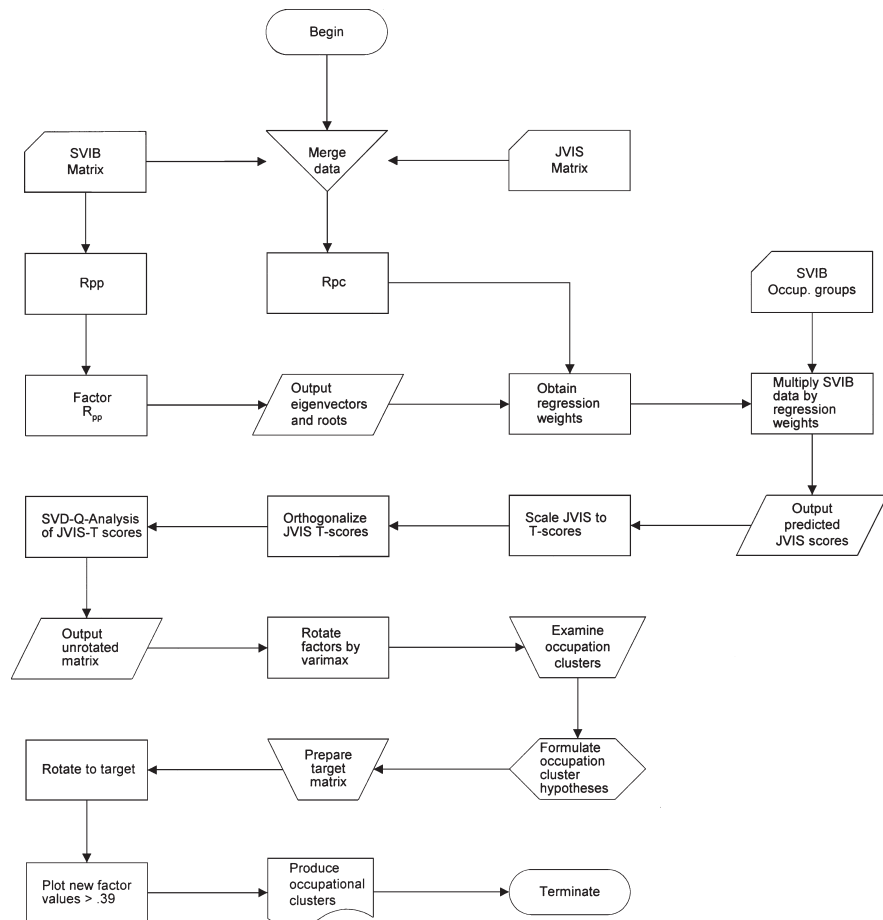 Begin
SVIB
Matrix
Merge
data
JVIS
Matrix
Rpp
Rpc
SVIB
Occup. groups
Factor
Rpp
Output
eigenvectors
and roots
Obtain
regression
weights
Multiply SVIB
data by
regression
weights
SVD-Q-Analysis
of JVIS-T scores
Orthogonalize
JVIS T-scores
Scale JVIS to
T-scores
Output
predicted
JVIS scores
Output
unrotated
matrix
Rotate
factors by
varimax
Examine
occupation
clusters
Rotate to target
Prepare
target
matrix
Formulate
occupation
cluster
hypotheses
Plot new factor
values > .39
Produce
occupational
clusters
Terminate